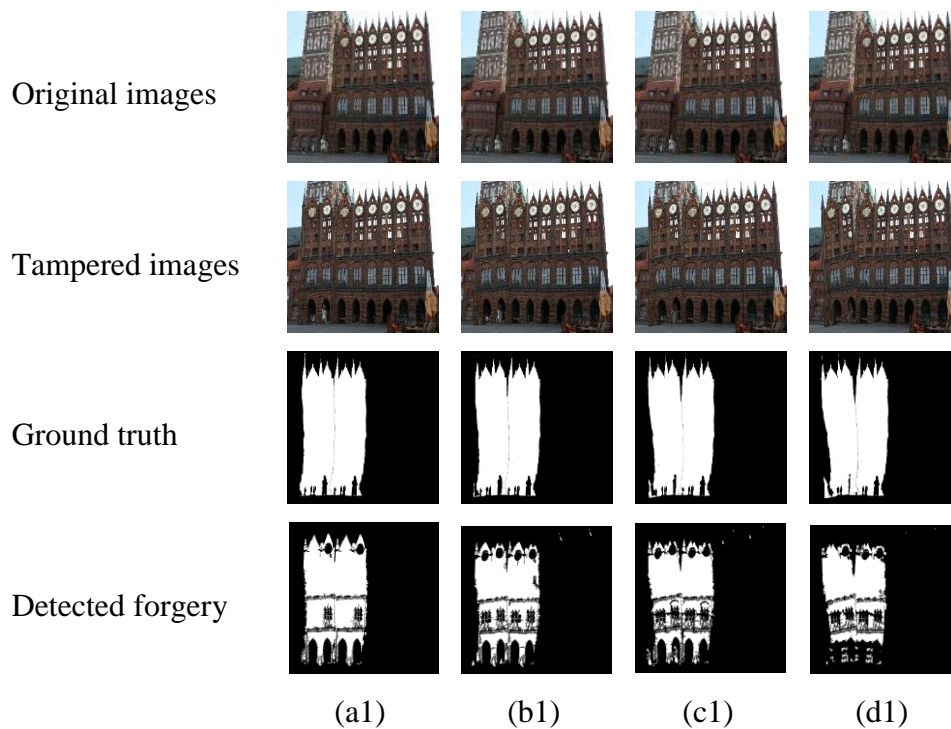 Original images
Tampered images
Ground truth
Detected forgery
(a1) (b1) (c1) (d1)